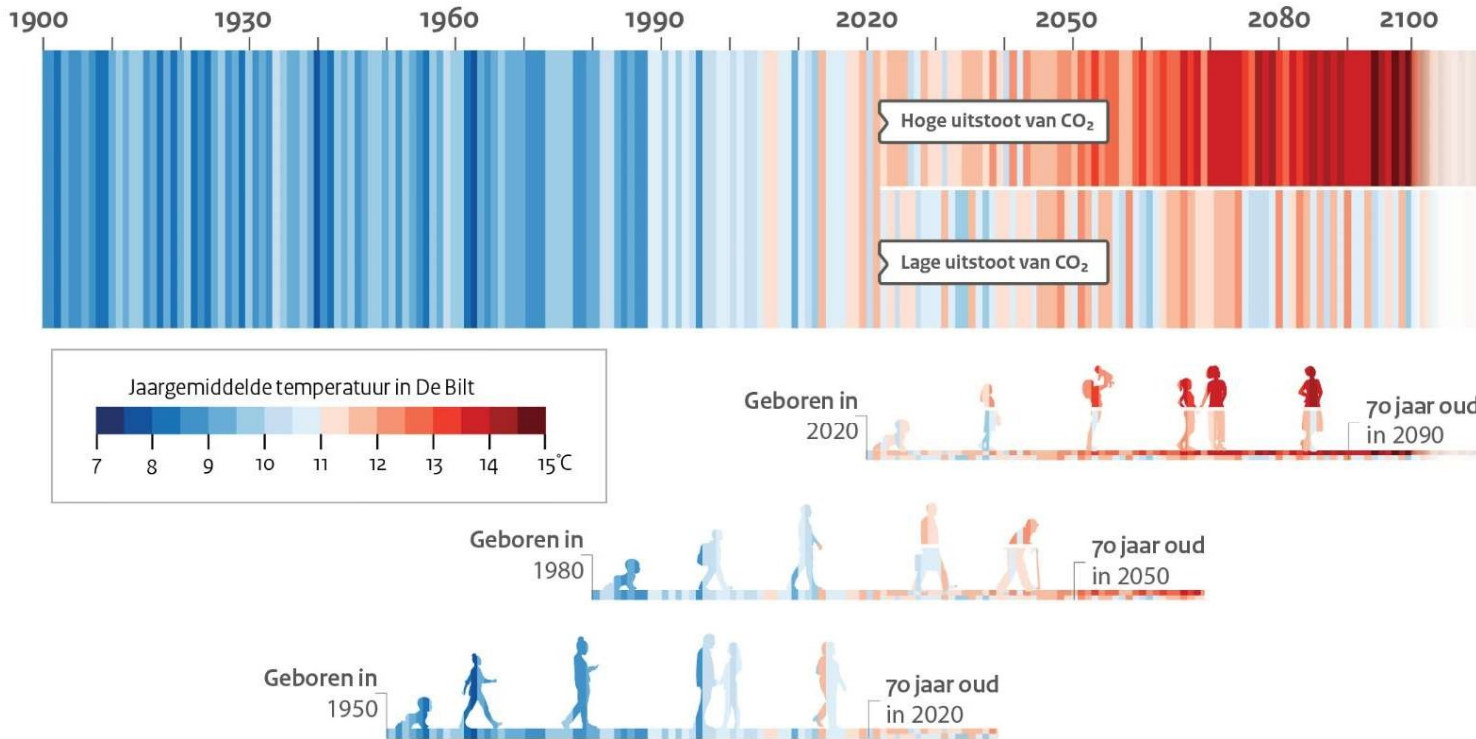 1900 1930 1960 1990 2020 2050 2080 2100
Hoge uitstoot van CO₂
Lage uitstoot van CO₂
Jaargemiddelde temperatuur in De Bilt
7 8 9 10 11 12 13 14 15°C
Geboren in
2020
70 jaar oud
in 2090
Geboren in
1980
70 jaar oud
in 2050
Geboren in
1950
70 jaar oud
in 2020